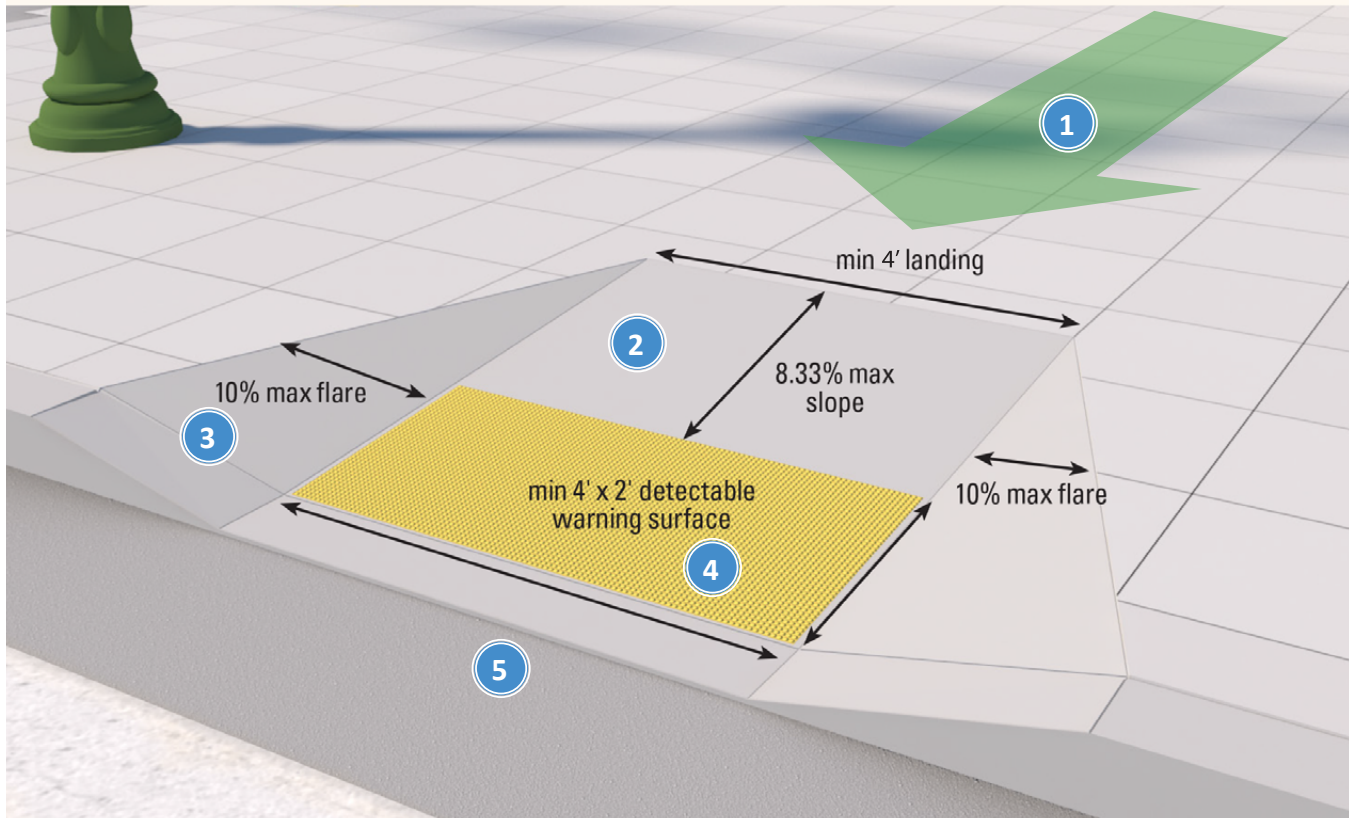 1
min 4′ landing
2
8.33% max
slope
10% max flare
3
10% max flare
min 4' x 2' detectable
warning surface
4
5